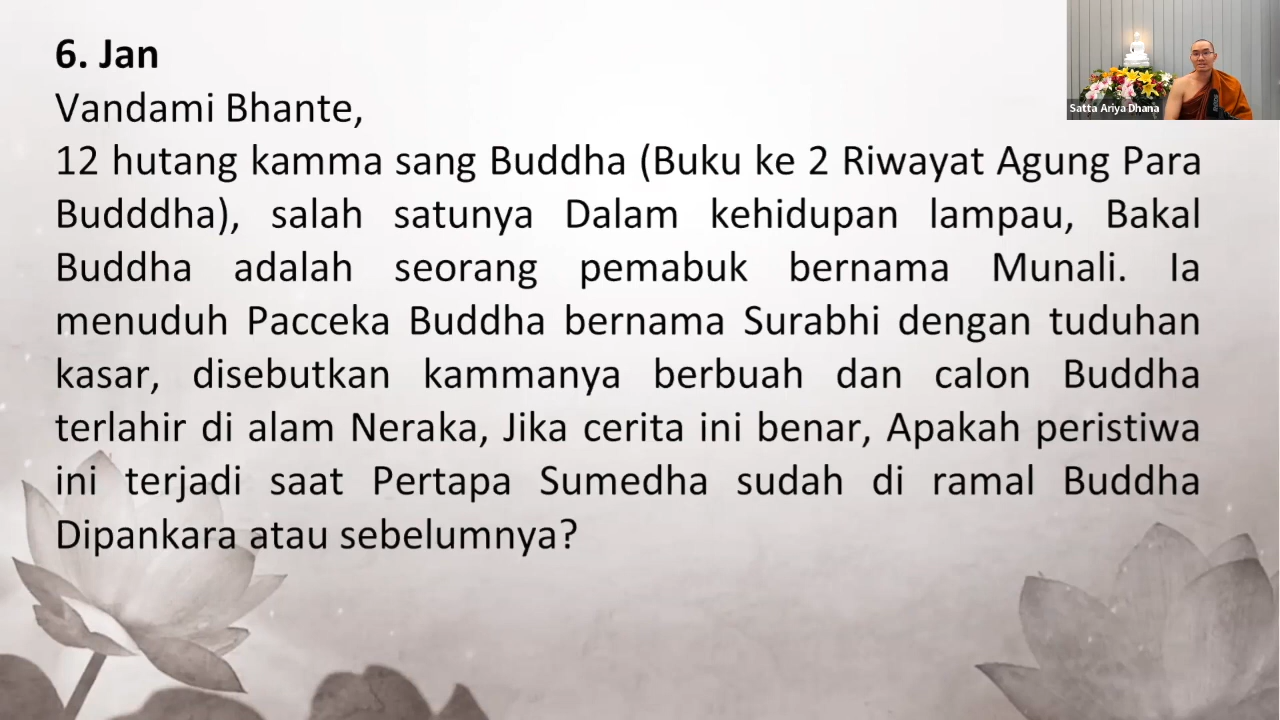 6. Jan
Vandami Bhante,
12 hutang kamma sang Buddha (Buku ke 2 Riwayat Agung Para
Budddha), salah satunya Dalam kehidupan lampau, Bakal
Buddha adalah seorang pemabuk bernama Munali. Ia
menuduh Pacceka Buddha bernama Surabhi dengan tuduhan
kasar, disebutkan kammanya berbuah dan calon Buddha
terlahir di alam Neraka, Jika cerita ini benar, Apakah peristiwa
ini terjadi saat Pertapa Sumedha sudah di ramal Buddha
Dipankara atau sebelumnya?
Satta Ariya Dhana